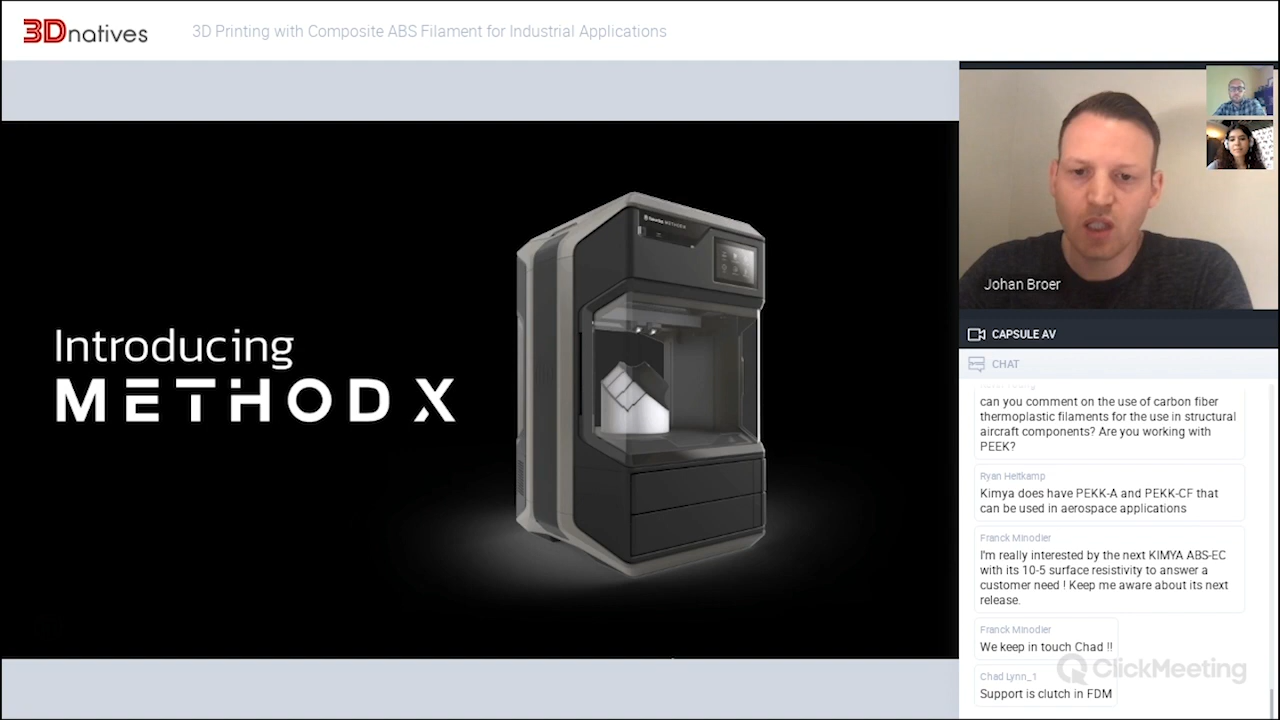 3Dnatives
3D Printing with Composite ABS Filament for Industrial Applications
Introducing
METHOD X
MakerBot METHOD X
Johan Broer
CAPSULE AV
CHAT
can you comment on the use of carbon fiber
thermoplastic filaments for the use in structural
aircraft components? Are you working with
PEEK?
Ryan Heitkamp
Kimya does have PEKK-A and PEKK-CF that
can be used in aerospace applications
Franck Minodier
I'm really interested by the next KIMYA ABS-EC
with its 10-5 surface resistivity to answer a
customer need ! Keep me aware about its next
release.
Franck Minodier
We keep in touch Chad !!
ClickMeeting
Chad Lynn_1
Support is clutch in FDM